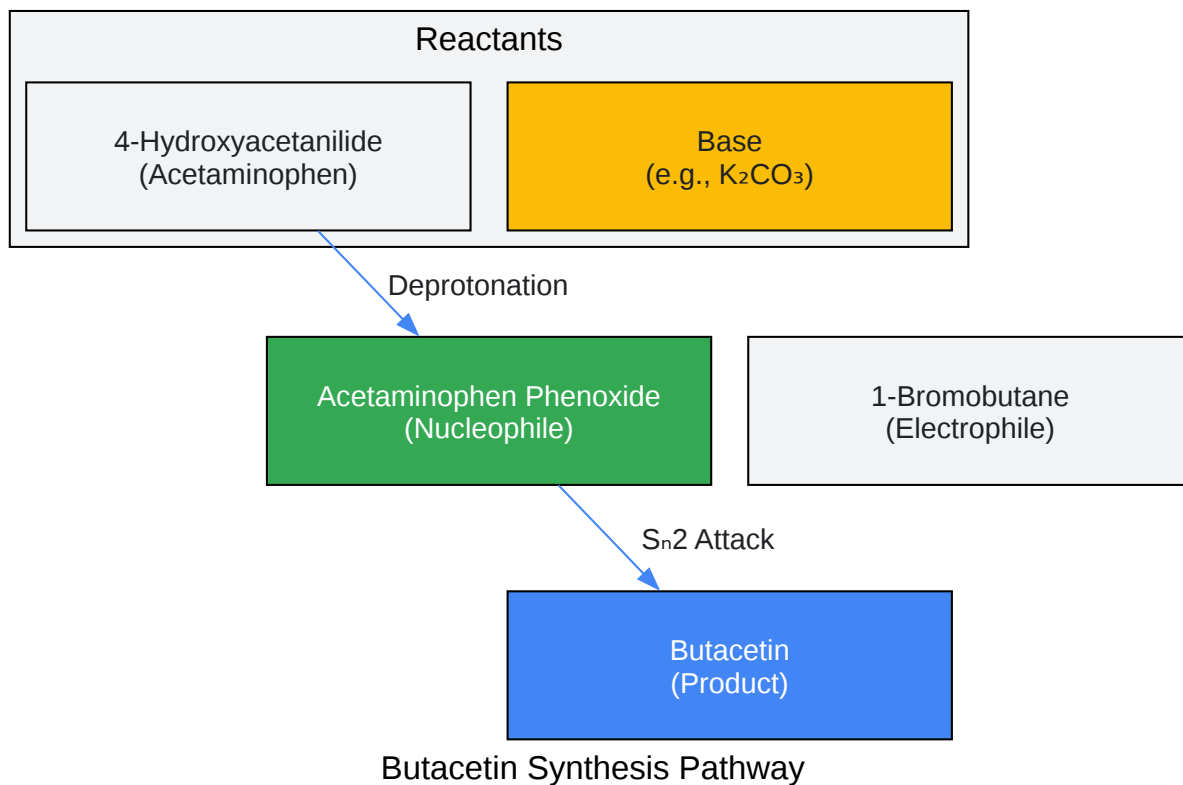 Reactants
4-Hydroxyacetanilide
(Acetaminophen)
Base
(e.g., K₂CO₃)
Deprotonation
Acetaminophen Phenoxide
(Nucleophile)
1-Bromobutane
(Electrophile)
Sₙ2 Attack
Butacetin
(Product)
Butacetin Synthesis Pathway